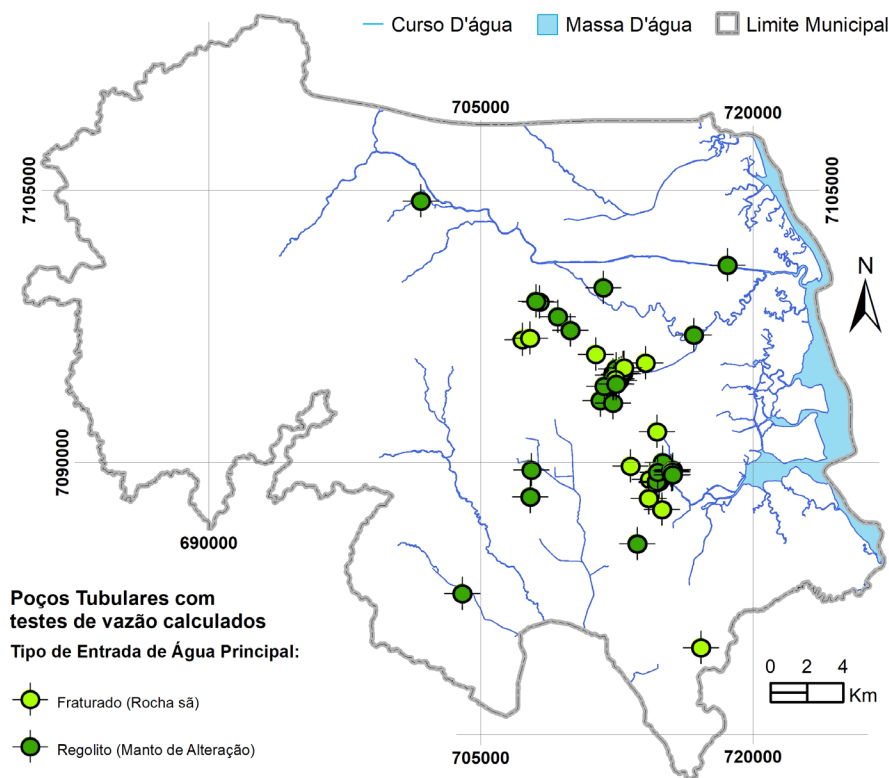 Curso D'água
Massa D'água
Limite Municipal
705000
720000
7105000
7105000
N
7090000
7090000
690000
Poços Tubulares com
testes de vazão calculados
Tipo de Entrada de Água Principal:
Fraturado (Rocha sã)
Regolito (Manto de Alteração)
0 2 4
Km
705000
720000